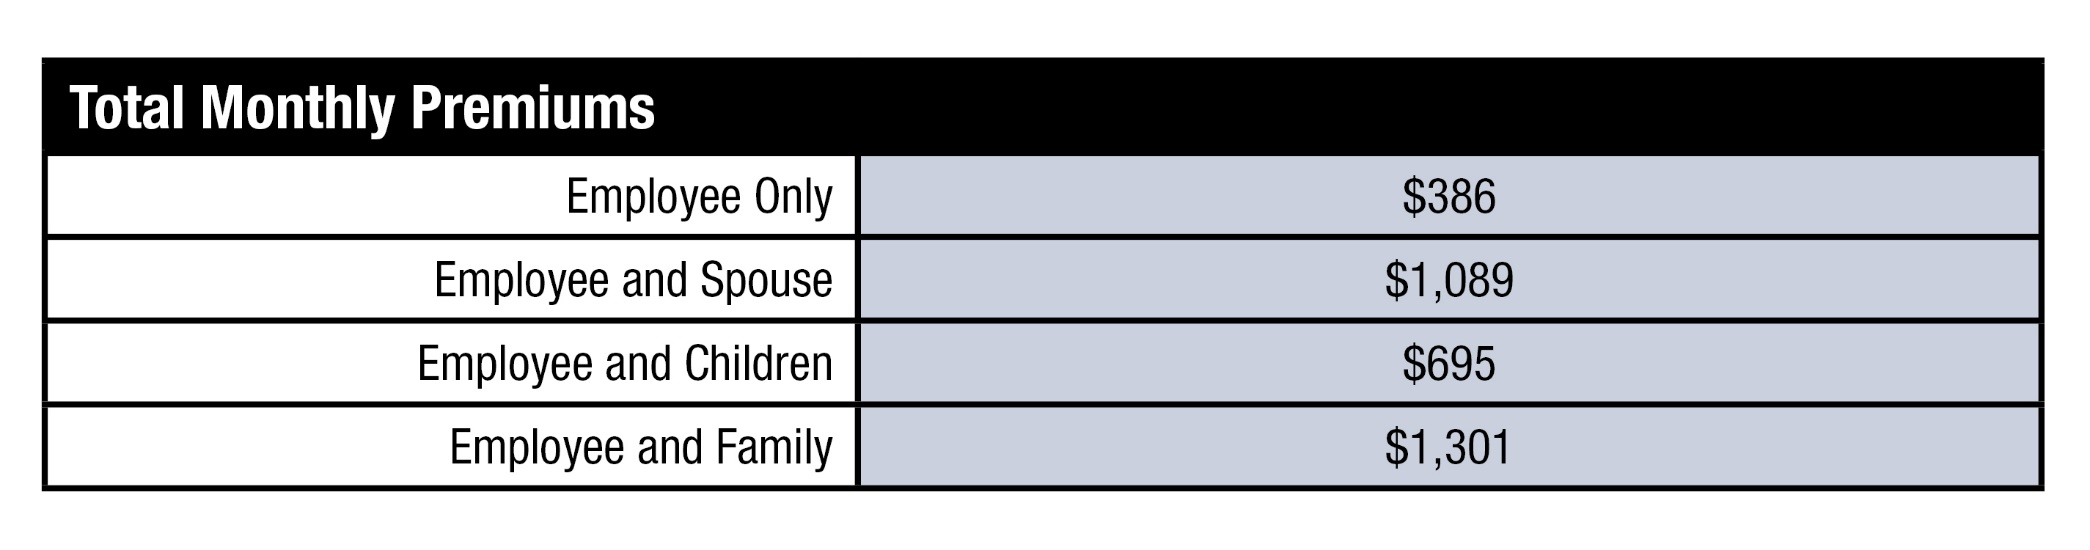 Total Monthly Premiums
Employee Only $386
Employee and Spouse $1,089
Employee and Children $695
Employee and Family $1,301